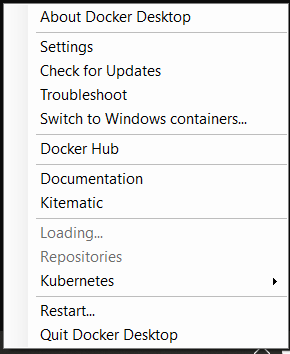 About Docker Desktop
Settings
Check for Updates
Troubleshoot
Switch to Windows containers...
Docker Hub
Documentation
Kitematic
Loading...
Repositories
Kubernetes
Restart...
Quit Docker Desktop